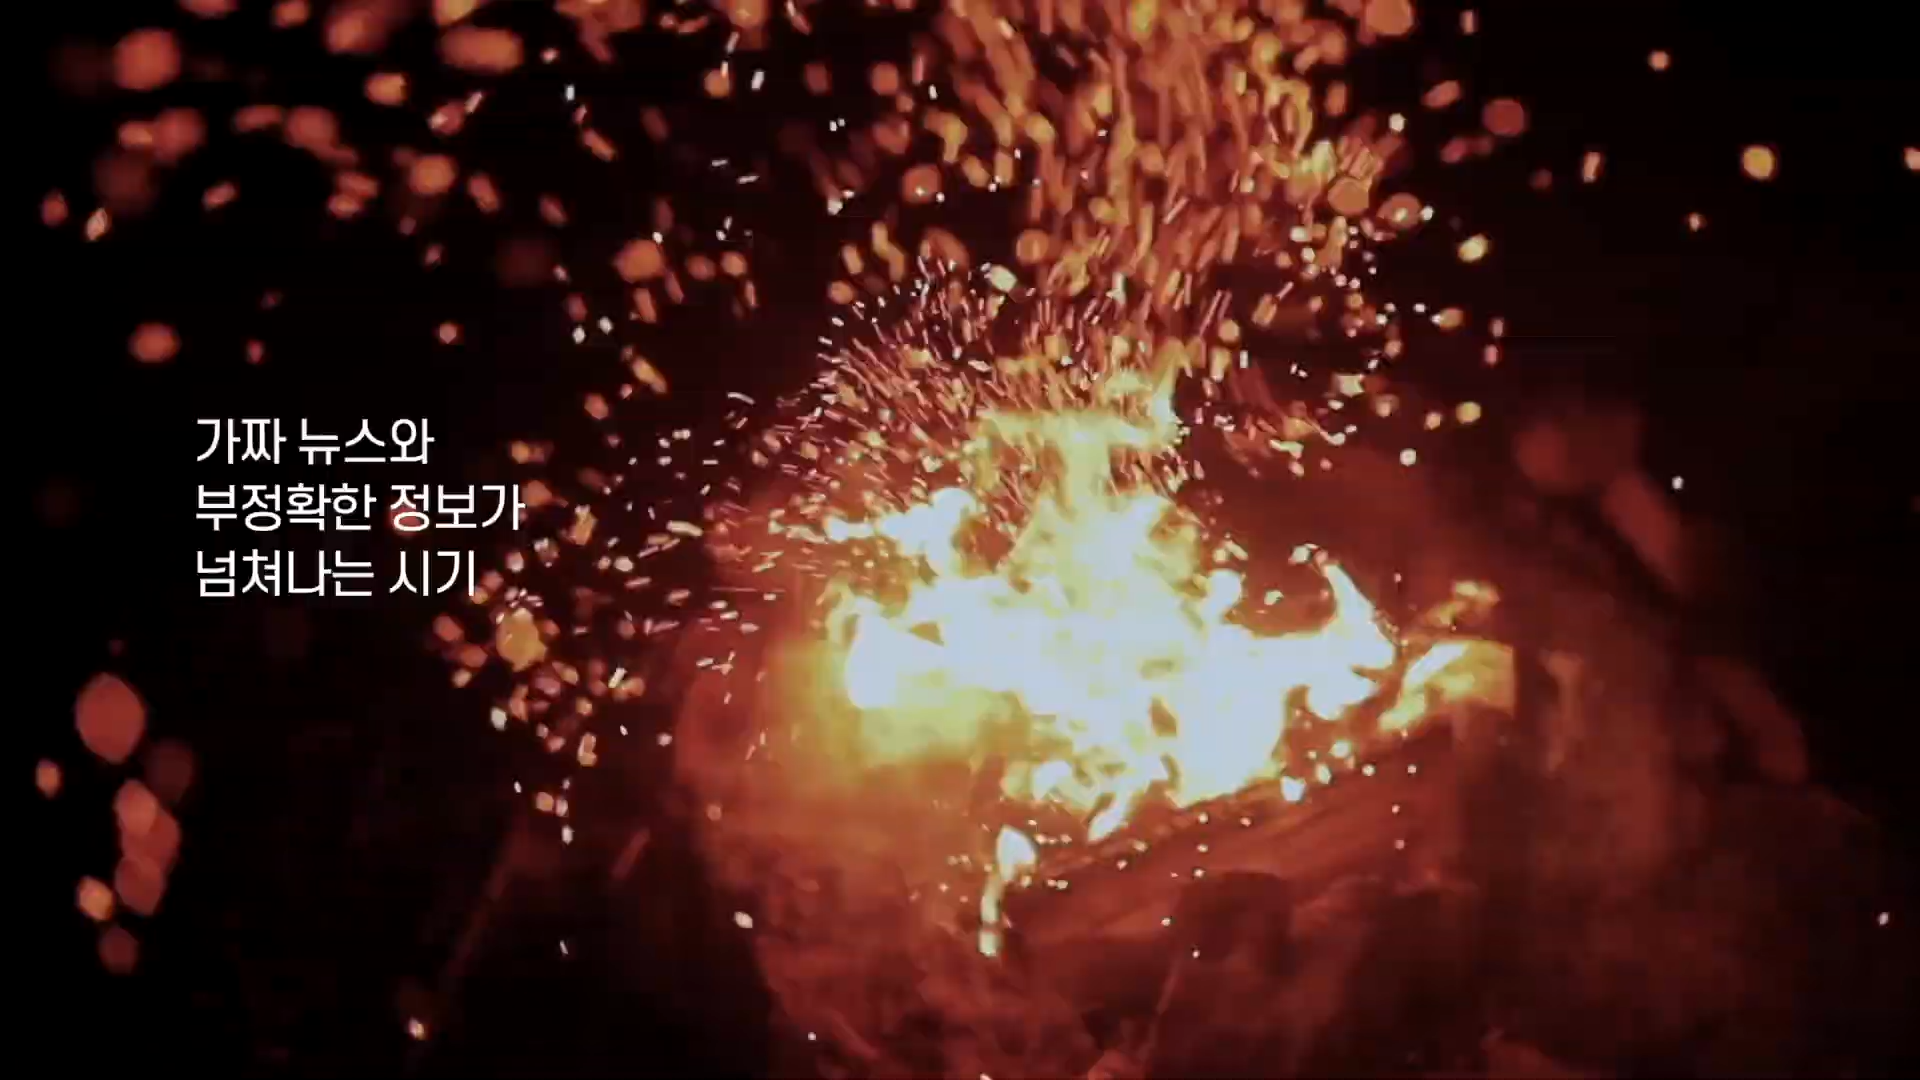 가짜 뉴스와
부정확한 정보가
넘쳐나는 시기